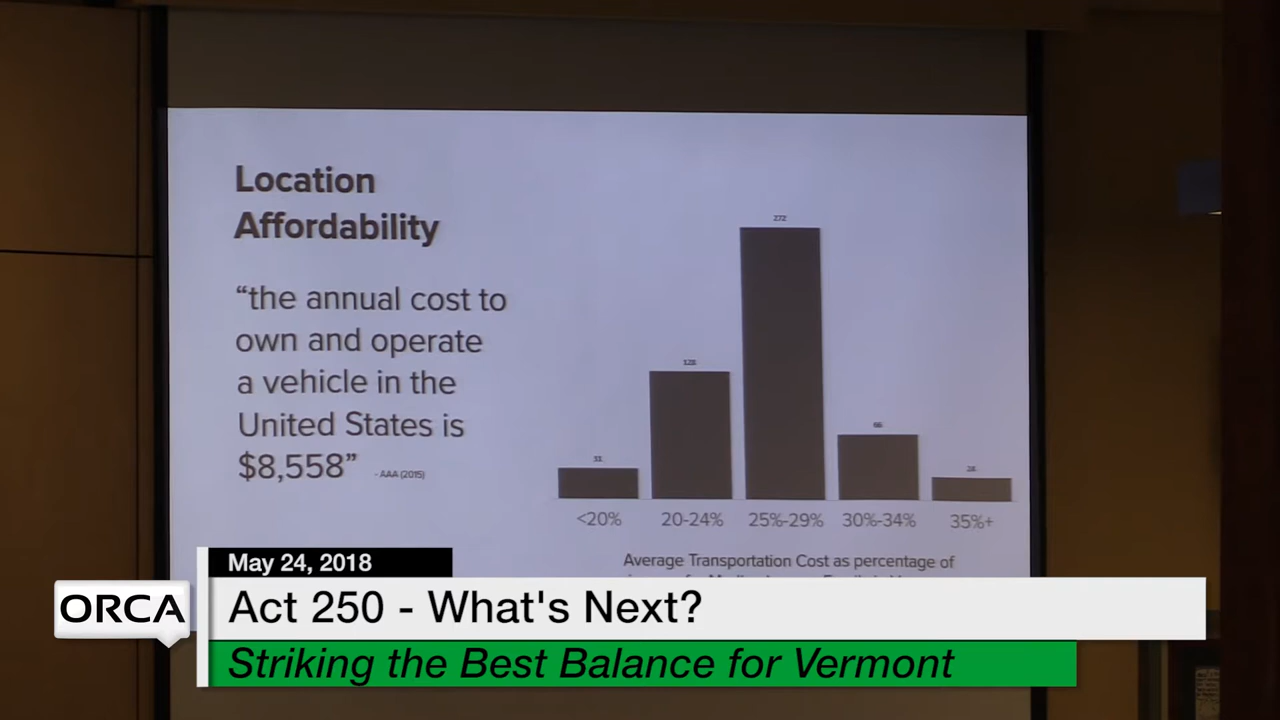 Location
Affordability
“the annual cost to
own and operate
a vehicle in the
United States is
$8,558”
- AAA (2015)
272
128
66
<20%
20-24%
25%-29%
30%-34%
35%+
Average Transportation Cost as percentage of
May 24, 2018
ORCA
Act 250 - What's Next?
Striking the Best Balance for Vermont